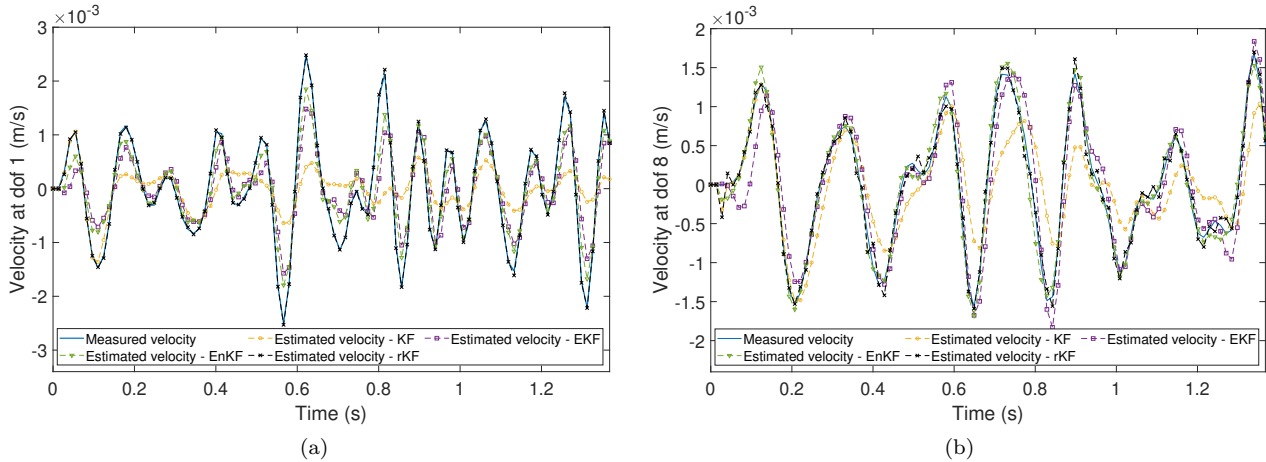 ×10⁻³
3
2
1
0
-1
-2
-3
Velocity at dof 1 (m/s)
Measured velocity
Estimated velocity - KF
Estimated velocity - EKF
Estimated velocity - EnKF
Estimated velocity - rKF
0 0.2 0.4 0.6 0.8 1 1.2
Time (s)
(a)
×10⁻³
2
1.5
1
0.5
0
-0.5
-1
-1.5
-2
Velocity at dof 8 (m/s)
Measured velocity
Estimated velocity - KF
Estimated velocity - EKF
Estimated velocity - EnKF
Estimated velocity - rKF
0 0.2 0.4 0.6 0.8 1 1.2
Time (s)
(b)